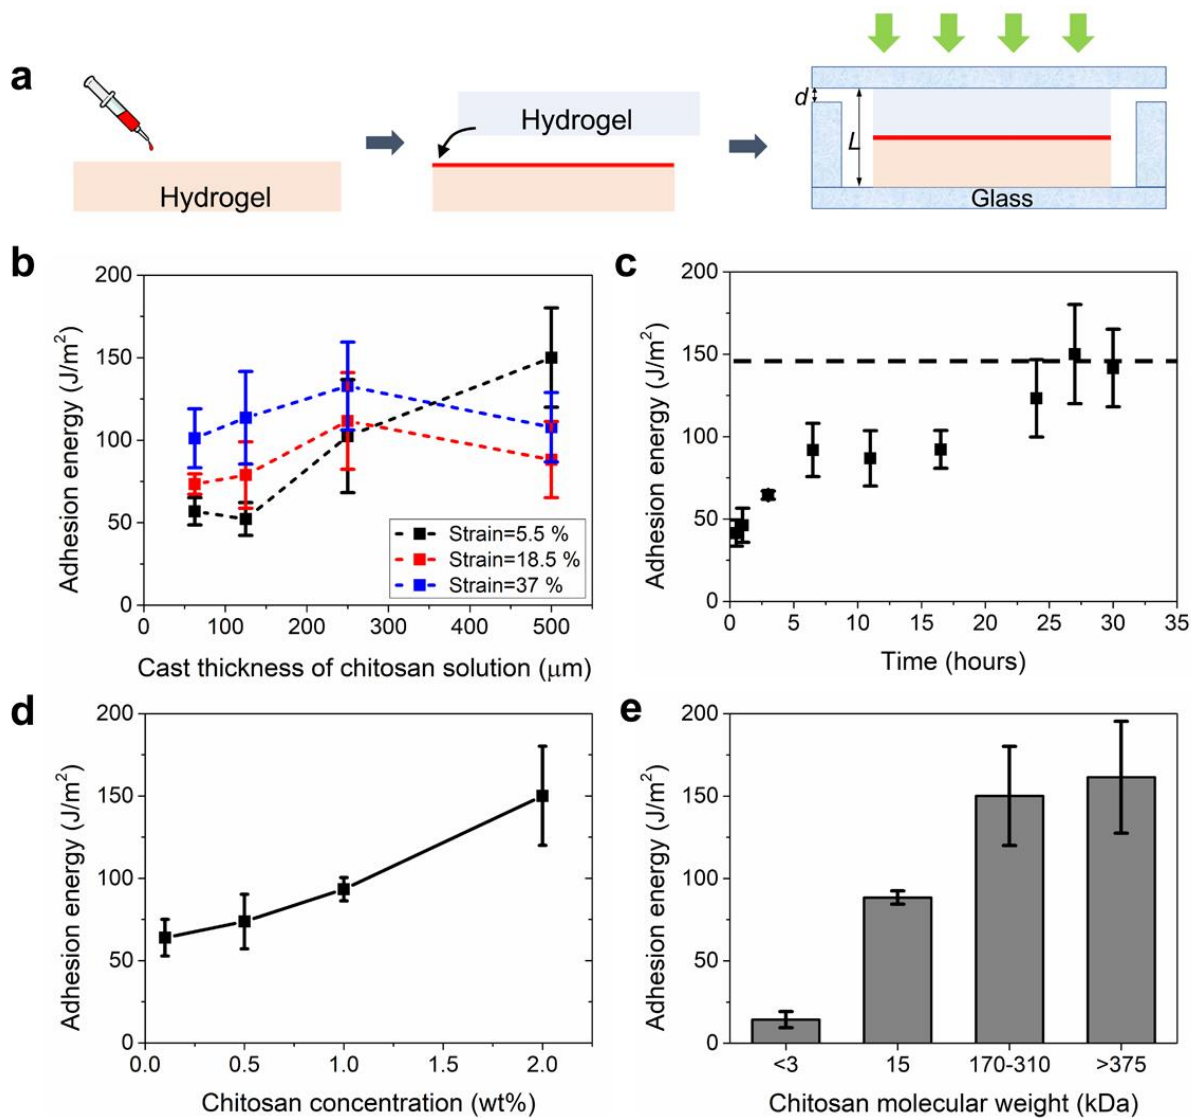 a
Hydrogel
Hydrogel
d
L
Glass
b
Adhesion energy (J/m²)
200
150
100
50
0
Strain=5.5 %
Strain=18.5 %
Strain=37 %
0 100 200 300 400 500
Cast thickness of chitosan solution (μm)
c
Adhesion energy (J/m²)
200
150
100
50
0
0 5 10 15 20 25 30 35
Time (hours)
d
Adhesion energy (J/m²)
200
150
100
50
0
0.0 0.5 1.0 1.5 2.0
Chitosan concentration (wt%)
e
Adhesion energy (J/m²)
200
150
100
50
0
<3 15 170-310 >375
Chitosan molecular weight (kDa)